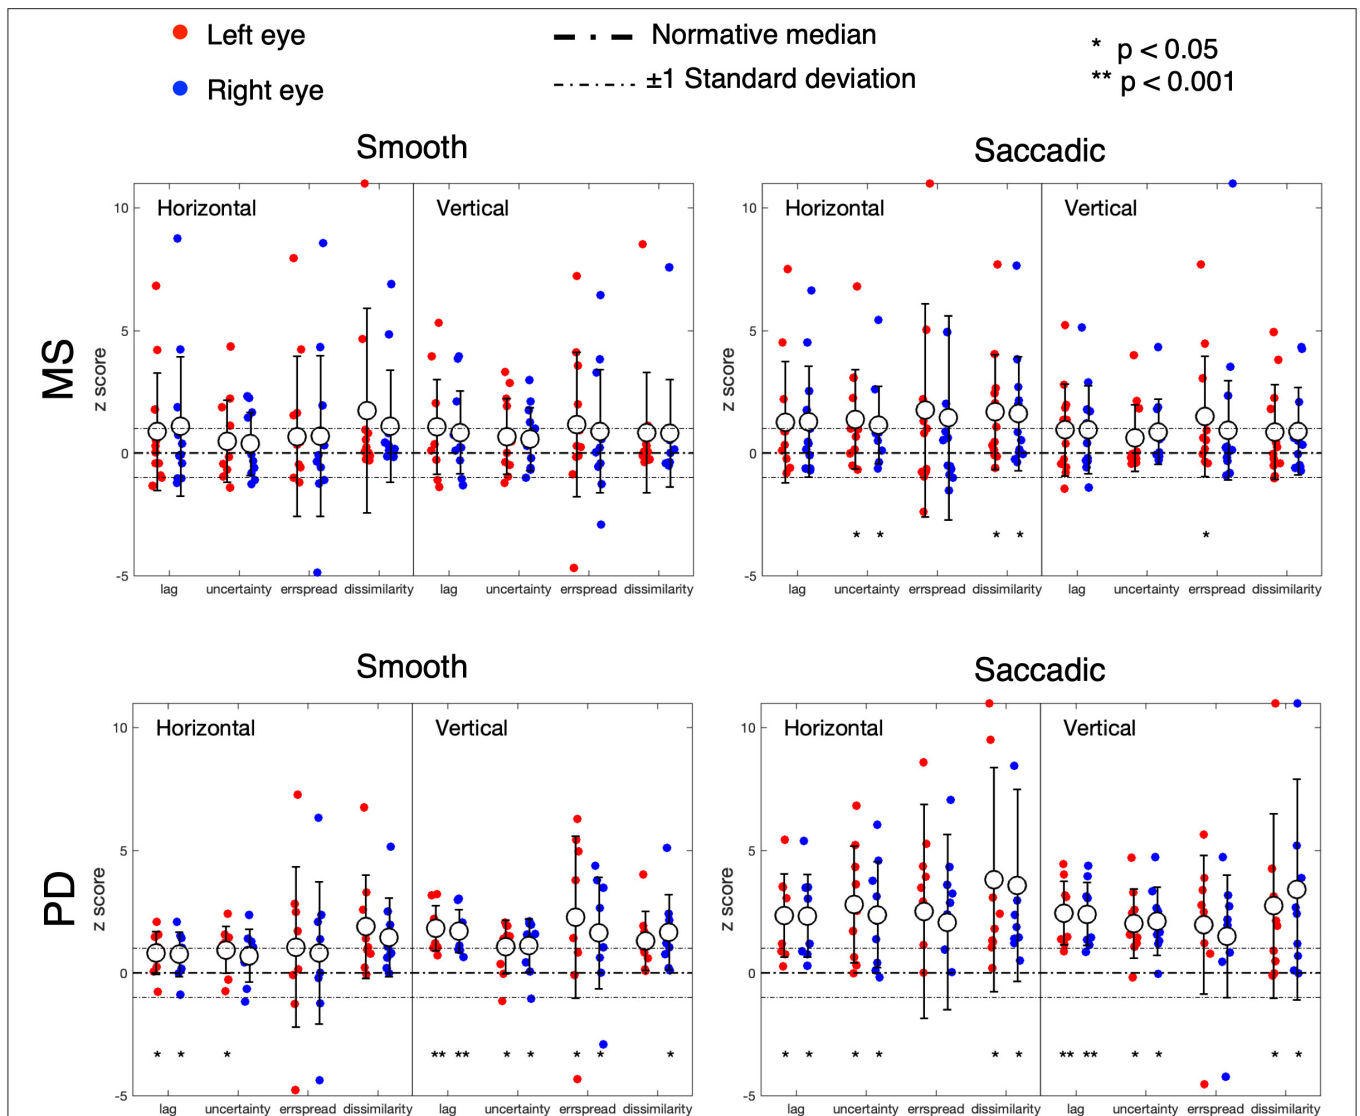 Left eye
Right eye
Normative median
±1 Standard deviation
* p < 0.05
** p < 0.001
Smooth
Saccadic
MS
z score
10
5
0
-5
Horizontal
Vertical
lag uncertainty errspread dissimilarity lag uncertainty errspread dissimilarity
z score
10
5
0
-5
Horizontal
Vertical
* * * * *
lag uncertainty errspread dissimilarity lag uncertainty errspread dissimilarity
Smooth
Saccadic
PD
z score
10
5
0
-5
Horizontal
Vertical
* * * ** ** * * * * *
lag uncertainty errspread dissimilarity lag uncertainty errspread dissimilarity
z score
10
5
0
-5
Horizontal
Vertical
* * * * * * ** ** * * * *
lag uncertainty errspread dissimilarity lag uncertainty errspread dissimilarity